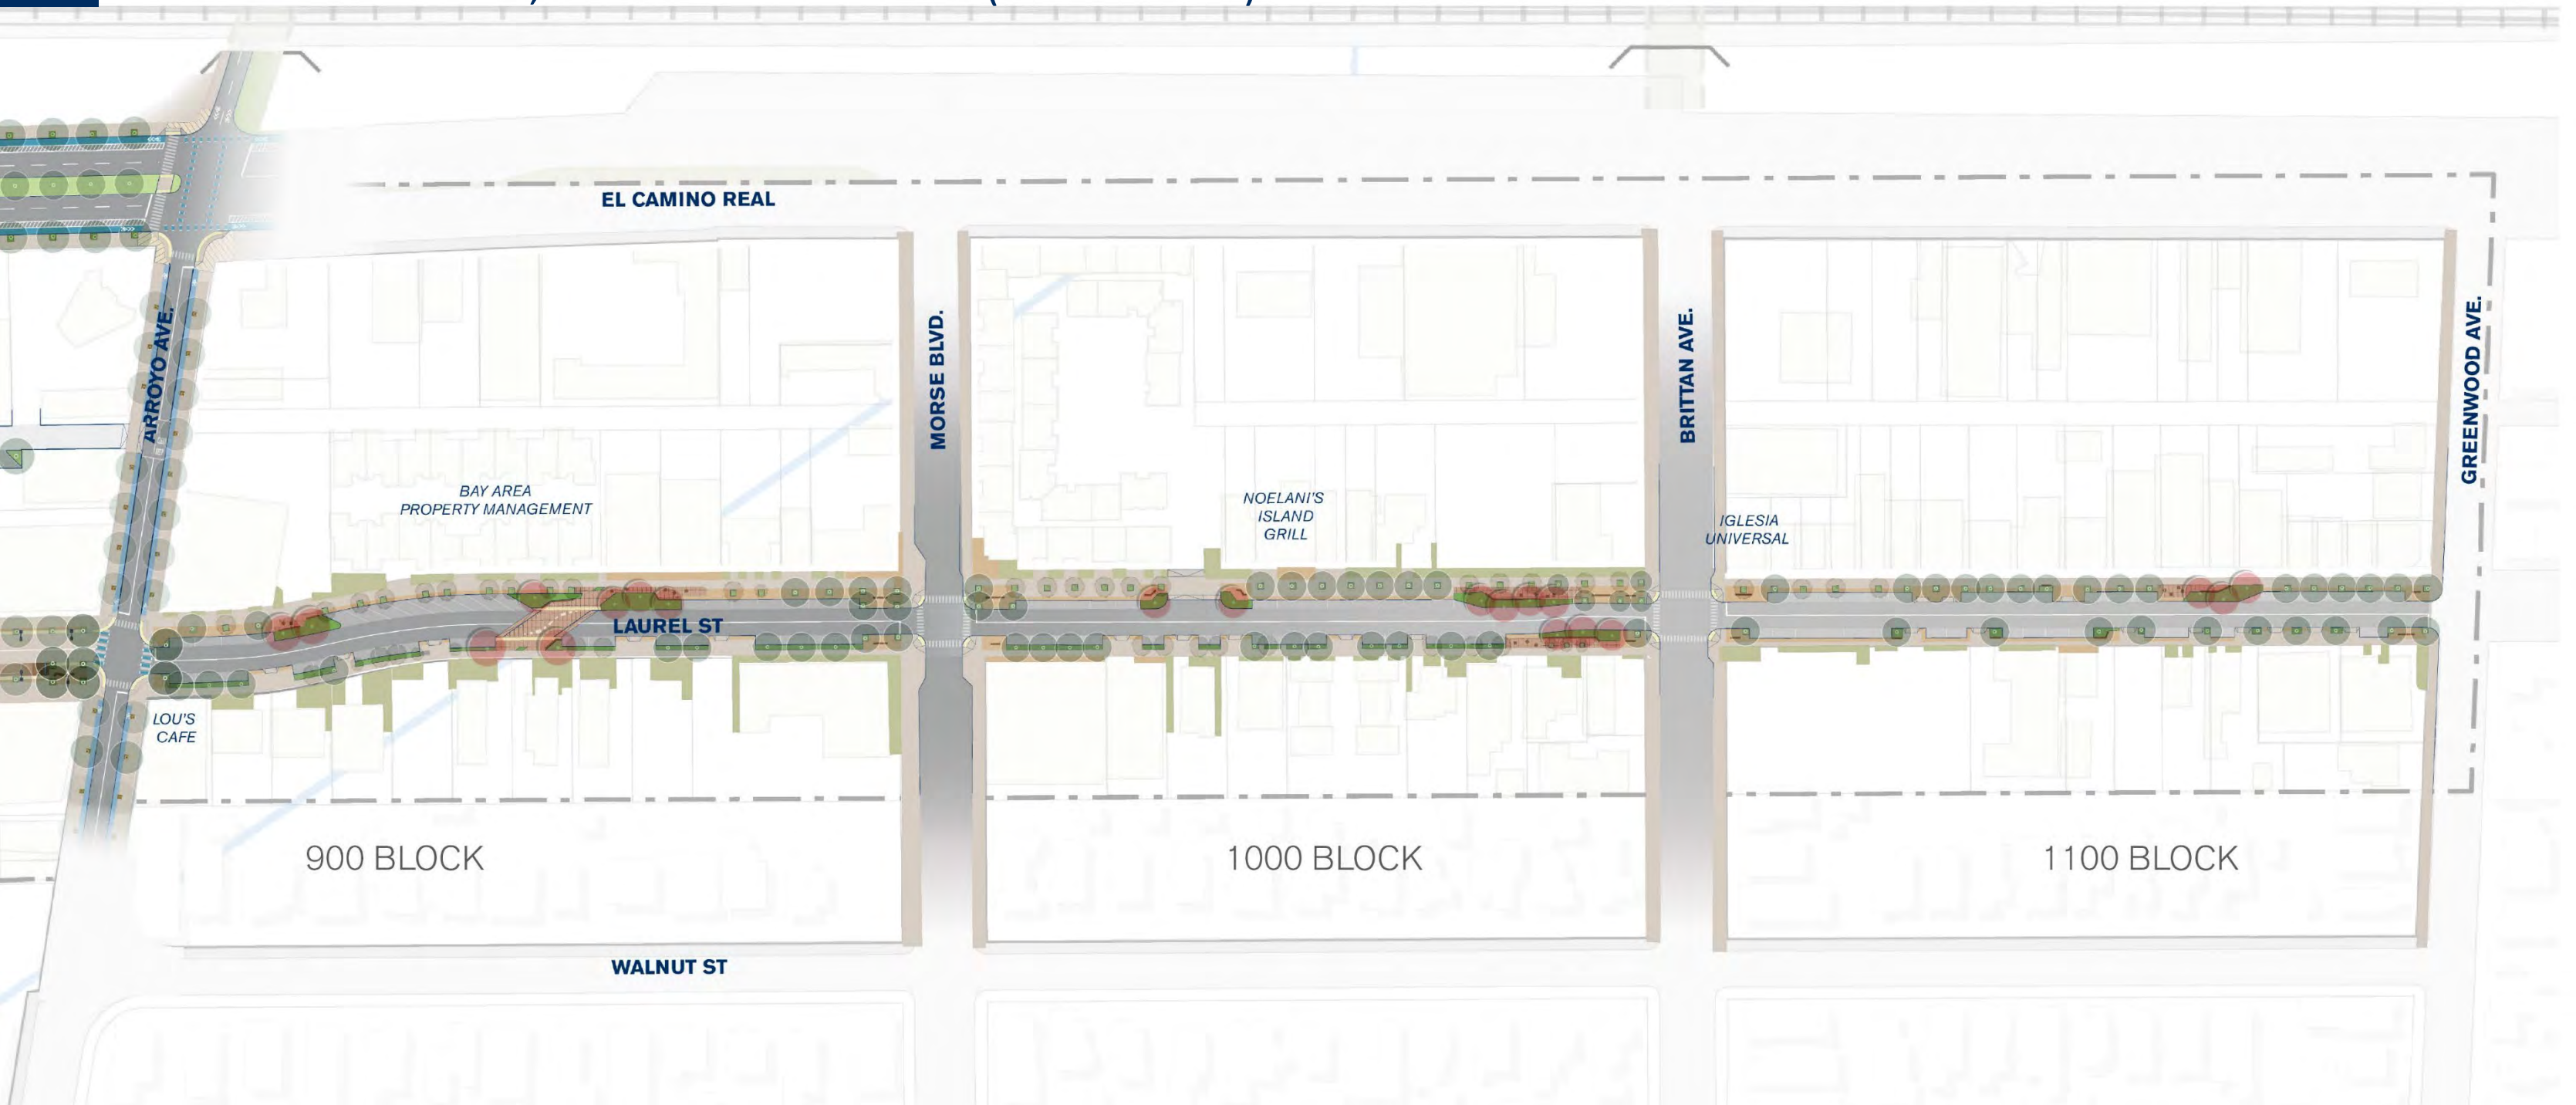 EL CAMINO REAL
ARROYO AVE.
MORSE BLVD.
BRITTAN AVE.
GREENWOOD AVE.
BAY AREA
PROPERTY MANAGEMENT
NOELANI'S
ISLAND
GRILL
IGLESIA
UNIVERSAL
LAUREL ST
LOU'S
CAFE
900 BLOCK
1000 BLOCK
1100 BLOCK
WALNUT ST